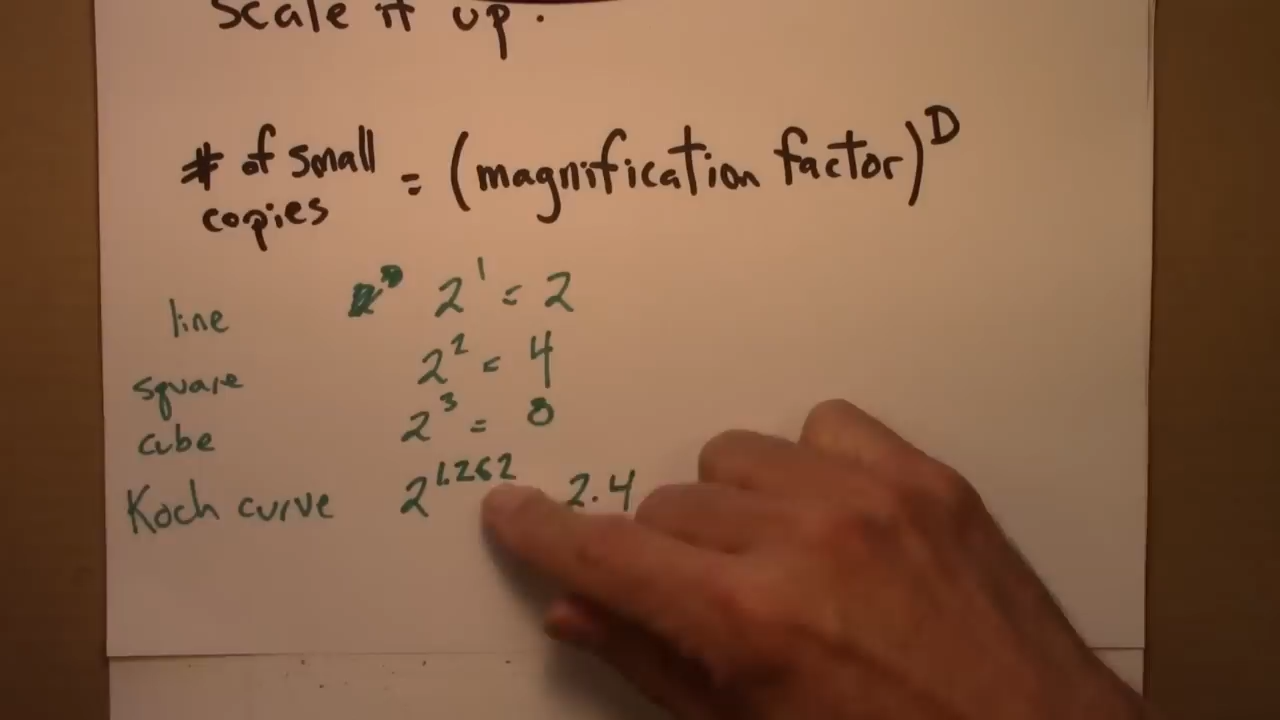 Scale it up.
# of small copies = (magnification factor)^D
line 2^1 = 2
square 2^2 = 4
cube 2^3 = 8
Koch curve 2^1.262 2.4